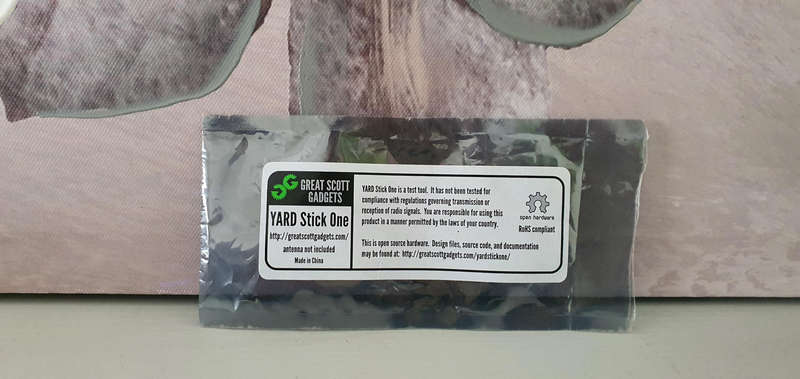 GREAT SCOTT
GADGETS
YARD Stick One
http://greatscottgadgets.com/
antenna not included
Made in China
YARD Stick One is a test tool. It has not been tested for
compliance with regulations governing transmission or
reception of radio signals. You are responsible for using this
product in a manner permitted by the laws of your country.
This is open source hardware. Design files, source code, and documentation
may be found at: http://greatscottgadgets.com/yardstickone/
open hardware
RoHS compliant